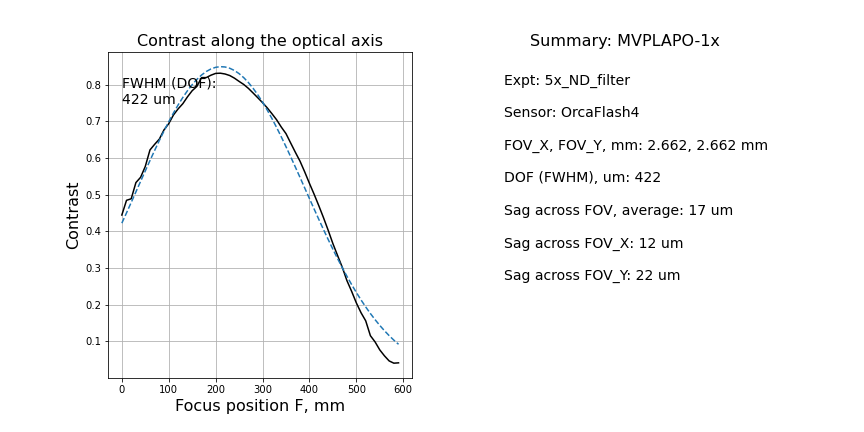 Contrast along the optical axis
FWHM (DOF):
422 um
Contrast
0.8
0.7
0.6
0.5
0.4
0.3
0.2
0.1
0 100 200 300 400 500 600
Focus position F, mm
Summary: MVPLAPO-1x
Expt: 5x_ND_filter
Sensor: OrcaFlash4
FOV_X, FOV_Y, mm: 2.662, 2.662 mm
DOF (FWHM), um: 422
Sag across FOV, average: 17 um
Sag across FOV_X: 12 um
Sag across FOV_Y: 22 um